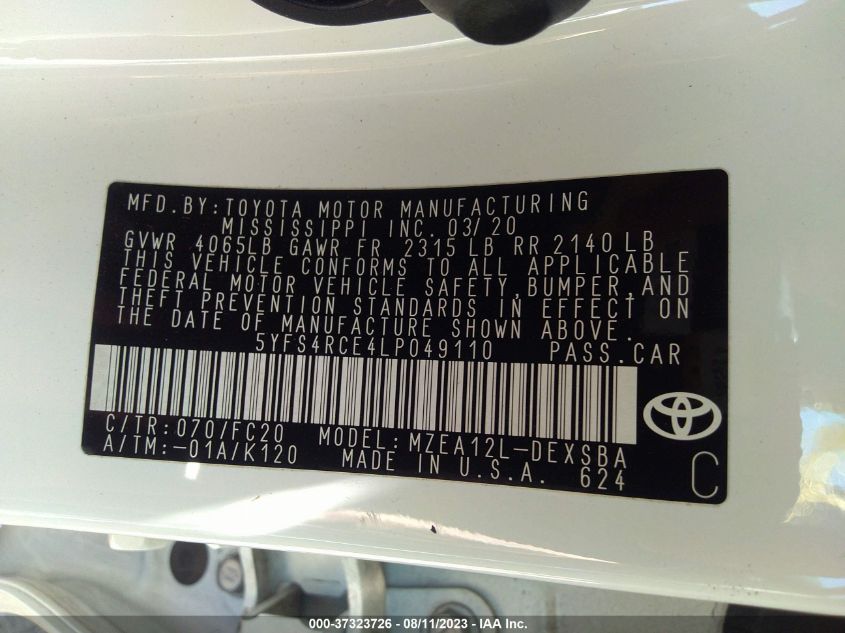 MFD.BY:TOYOTA MOTOR MANUFACTURING
MISSISSIPPI INC. 03/20
GVWR 4065LB GAWR FR 2315 LB RR 2140 LB
THIS VEHICLE CONFORMS TO ALL APPLICABLE
FEDERAL MOTOR VEHICLE SAFETY, BUMPER, AND
THEFT PREVENTION STANDARDS IN EFFECT ON
THE DATE OF MANUFACTURE SHOWN ABOVE.
5YFS4RCE4LP049110 PASS.CAR
C/TR:070/FC20 MODEL:MZEA12L-DEXSBA
A/TM:-01A/K120 MADE IN U.S.A. 624
C
000-37323726 - 08/11/2023 - IAA Inc.